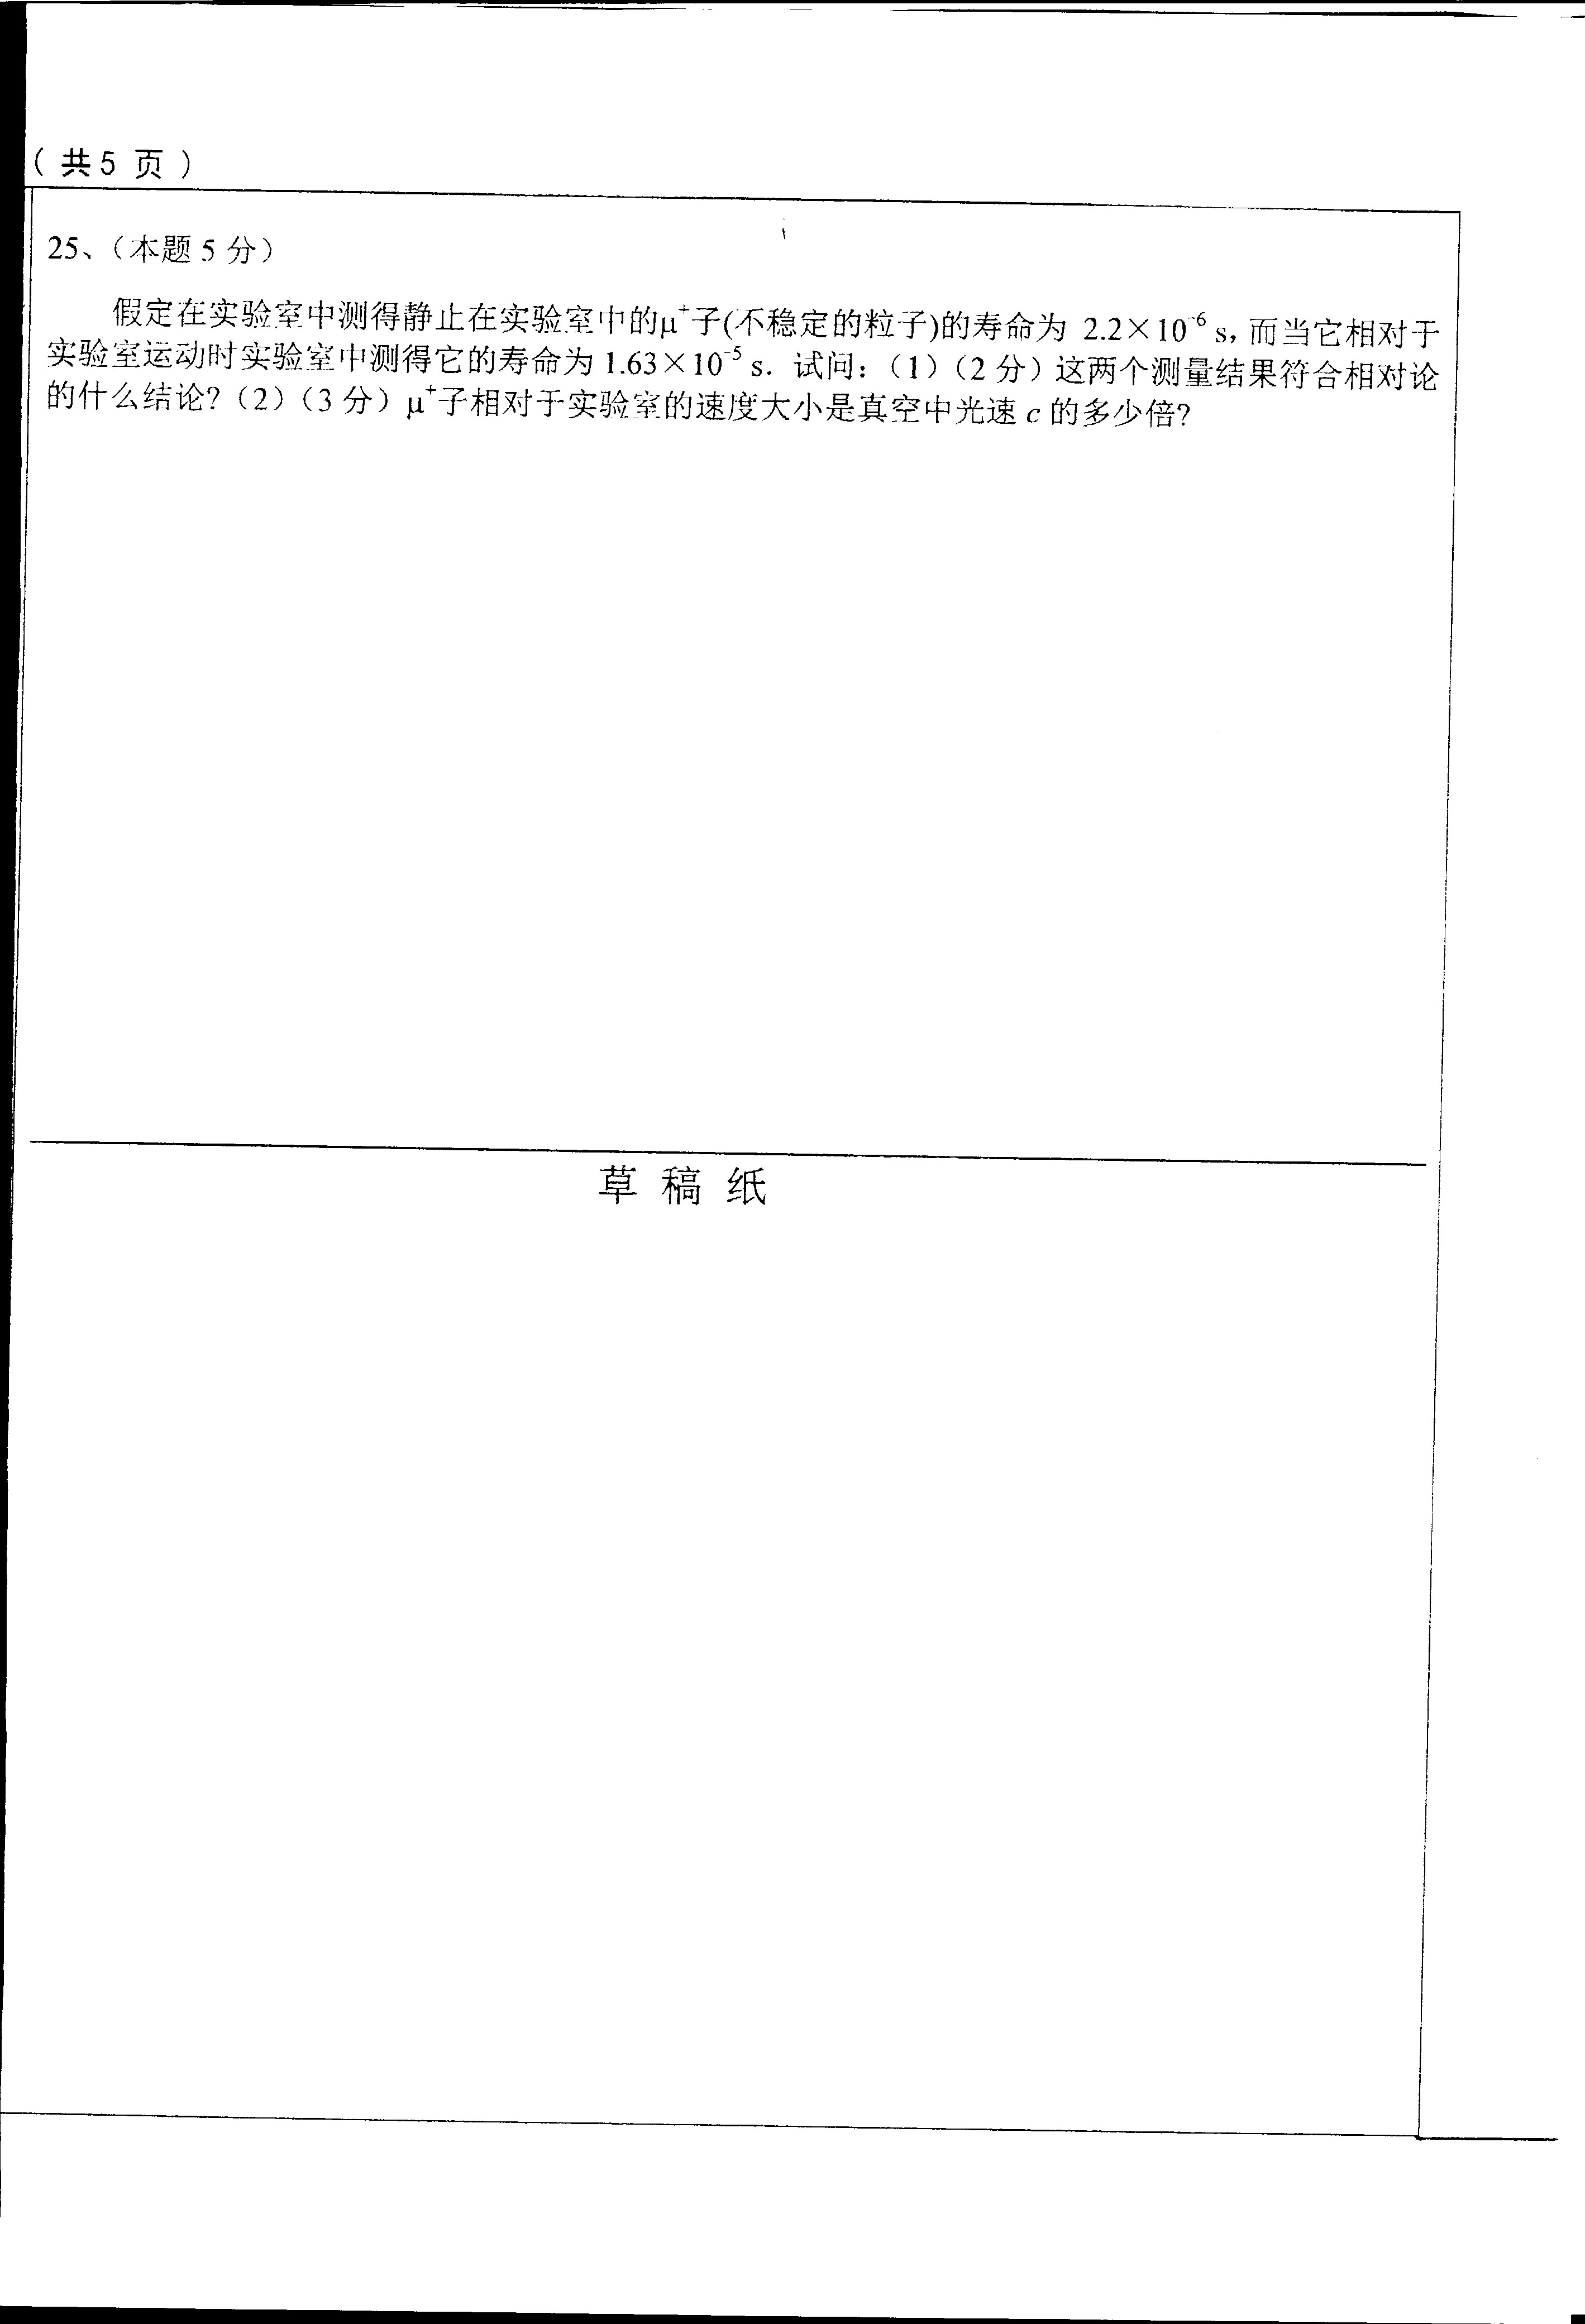 （共5 页）
25、（本题 5 分）
假定在实验室中测得静止在实验室中的μ⁺子(不稳定的粒子)的寿命为 2.2×10⁻⁶ s, 而当它相对于
实验室运动时实验室中测得它的寿命为 1.63×10⁻⁵ s. 试问：（1）（2 分）这两个测量结果符合相对论
的什么结论?（2）（3 分）μ⁺子相对于实验室的速度大小是真空中光速 c 的多少倍?
草 稿 纸